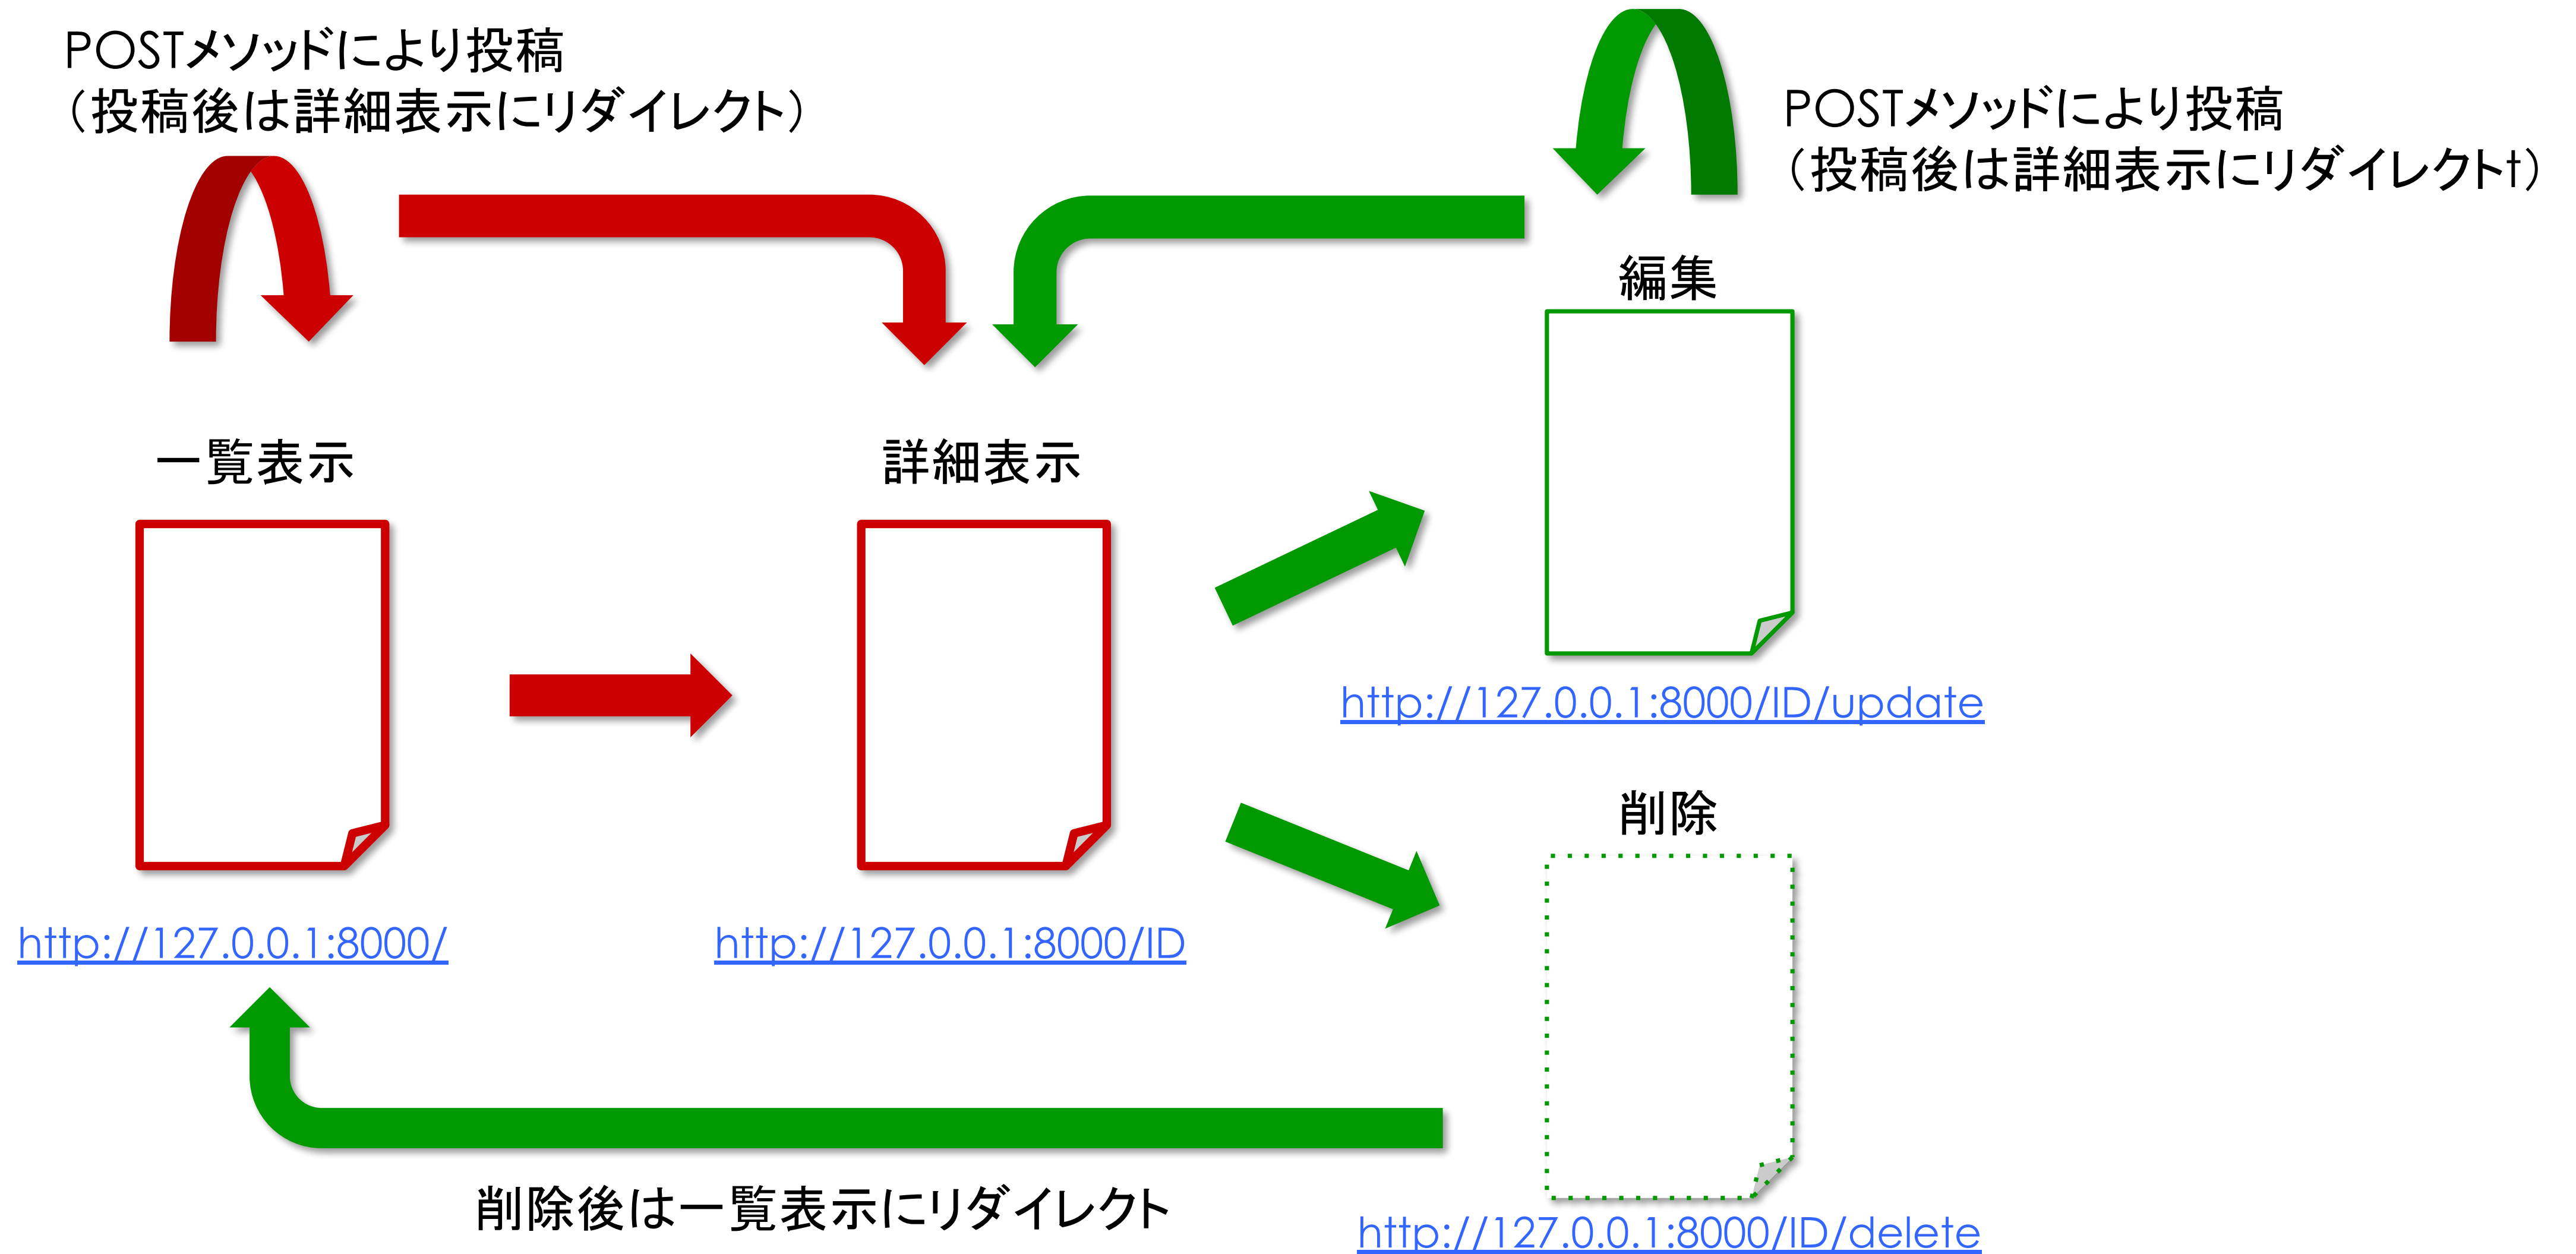 POSTメソッドにより投稿
（投稿後は詳細表示にリダイレクト）
POSTメソッドにより投稿
（投稿後は詳細表示にリダイレクトt）
編集
一覧表示
詳細表示
http://127.0.0.1:8000/ID/update
削除
http://127.0.0.1:8000/
http://127.0.0.1:8000/ID
削除後は一覧表示にリダイレクト
http://127.0.0.1:8000/ID/delete